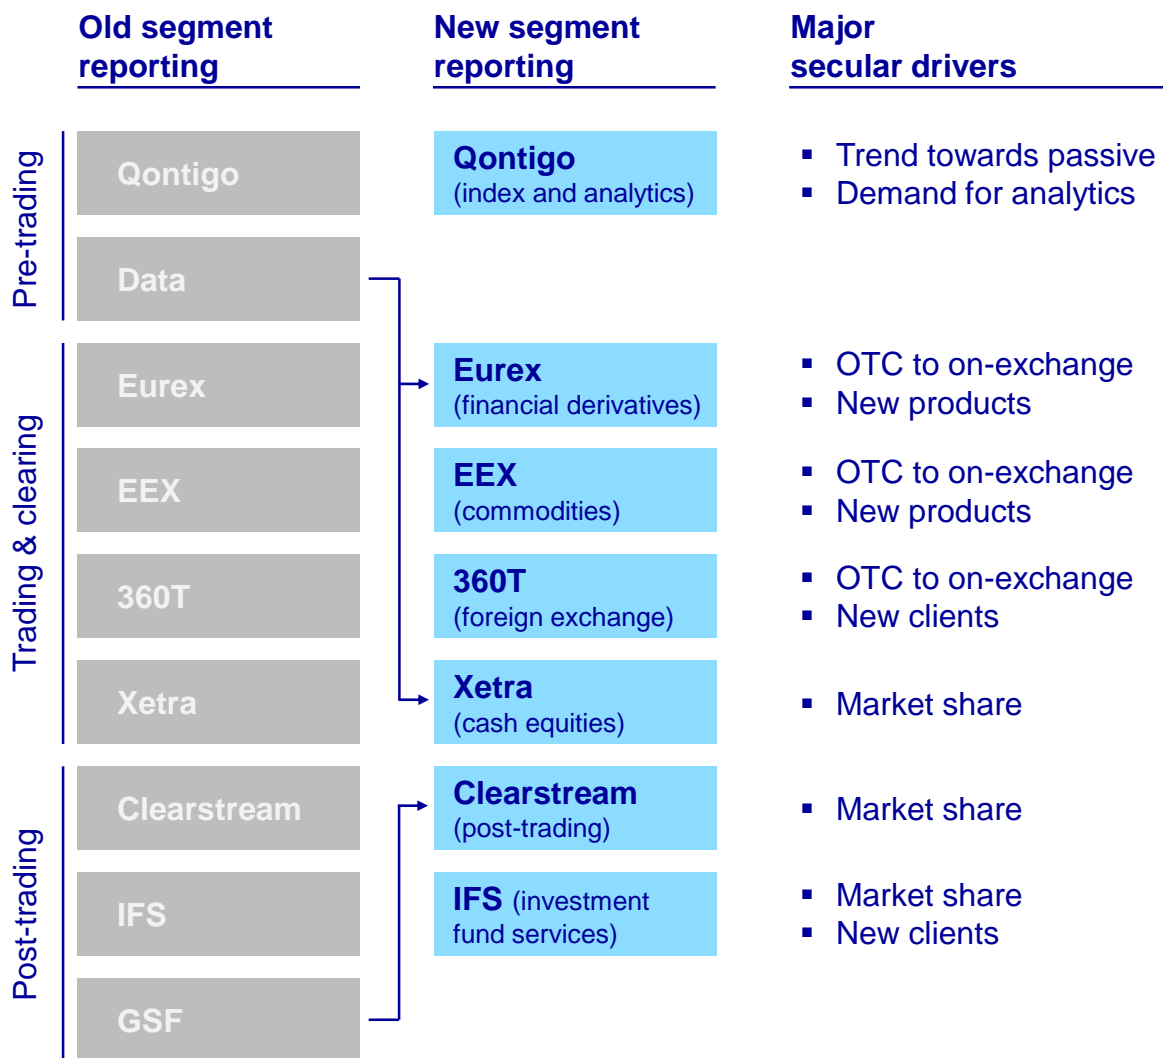 Old segment
reporting
New segment
reporting
Major
secular drivers
Pre-trading
Qontigo
Qontigo
(index and analytics)
▪ Trend towards passive
▪ Demand for analytics
Data
Trading & clearing
Eurex
Eurex
(financial derivatives)
▪ OTC to on-exchange
▪ New products
EEX
EEX
(commodities)
▪ OTC to on-exchange
▪ New products
360T
360T
(foreign exchange)
▪ OTC to on-exchange
▪ New clients
Xetra
Xetra
(cash equities)
▪ Market share
Post-trading
Clearstream
Clearstream
(post-trading)
▪ Market share
IFS
IFS (investment
fund services)
▪ Market share
▪ New clients
GSF